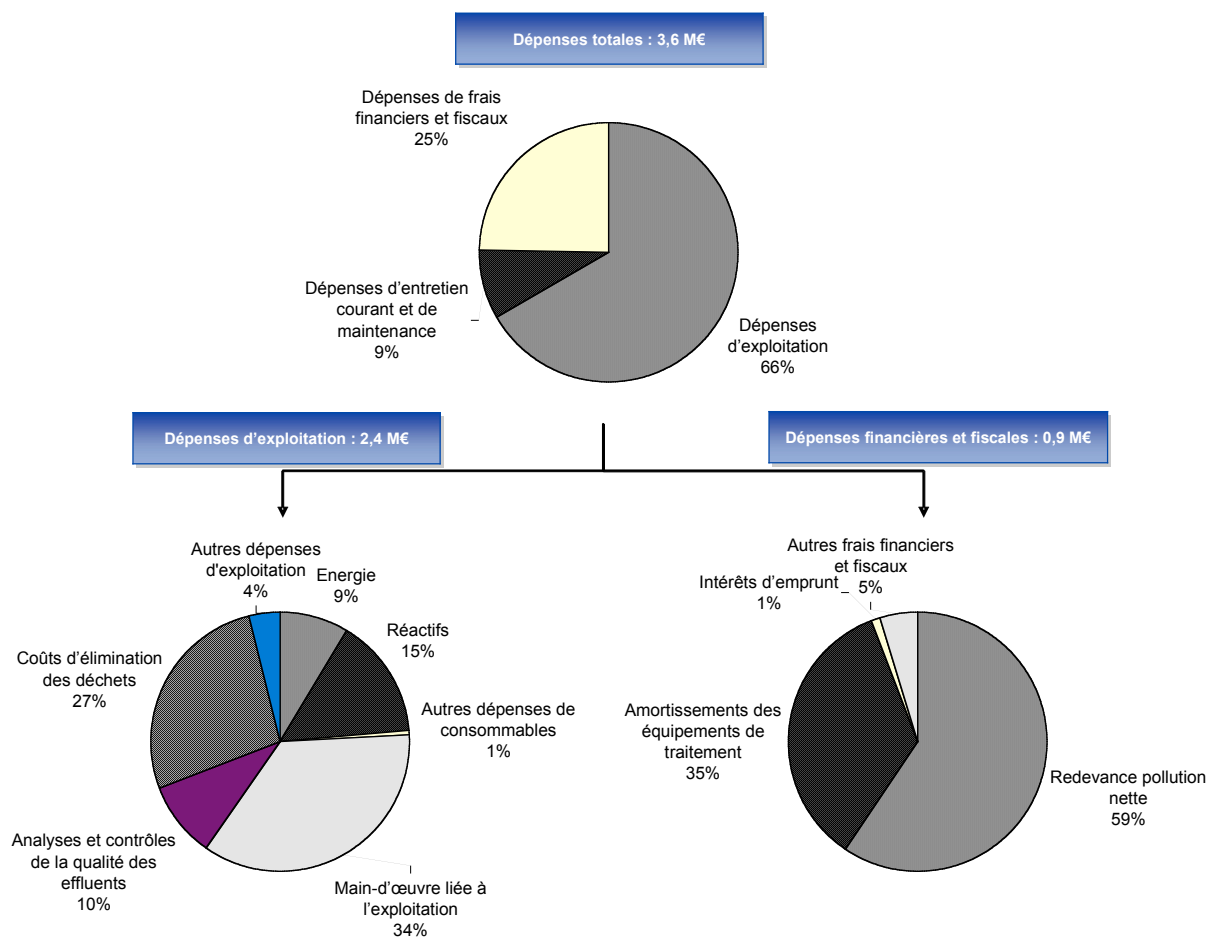 Dépenses totales : 3,6 M€
Dépenses de frais
financiers et fiscaux
25%
Dépenses d’entretien
courant et de
maintenance
9%
Dépenses
d’exploitation
66%
Dépenses d’exploitation : 2,4 M€
Dépenses financières et fiscales : 0,9 M€
Autres dépenses
d'exploitation
4%
Energie
9%
Réactifs
15%
Autres dépenses de
consommables
1%
Main-d’œuvre liée à
l’exploitation
34%
Analyses et contrôles
de la qualité des
effluents
10%
Coûts d’élimination
des déchets
27%
Autres frais financiers
et fiscaux
5%
Intérêts d’emprunt
1%
Amortissements des
équipements de
traitement
35%
Redevance pollution
nette
59%